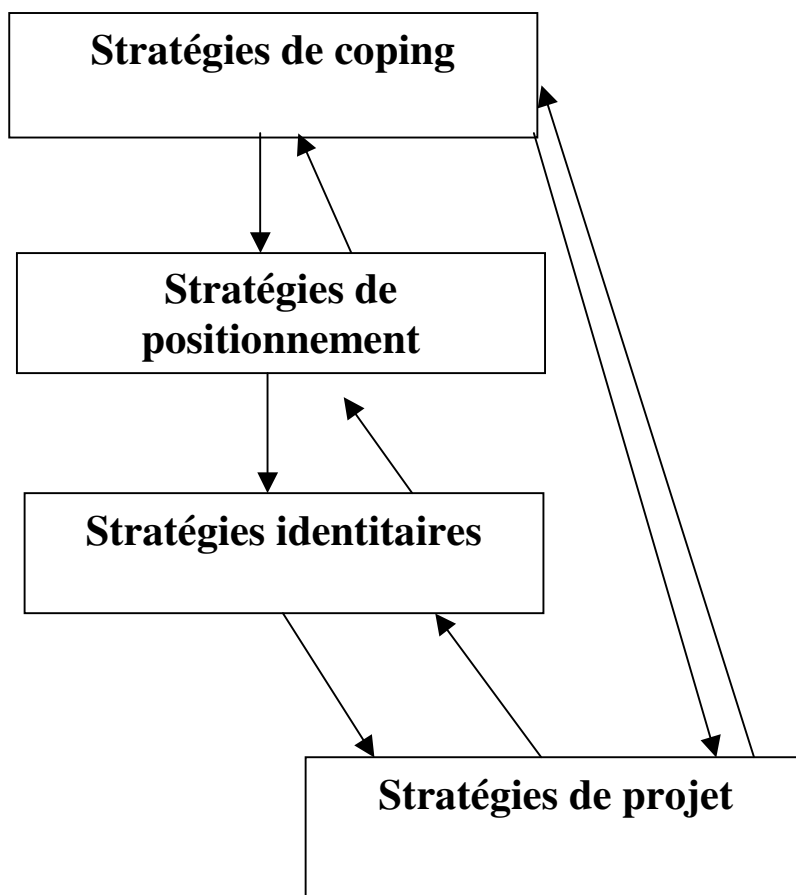 Stratégies de coping
Stratégies de
positionnement
Stratégies identitaires
Stratégies de projet